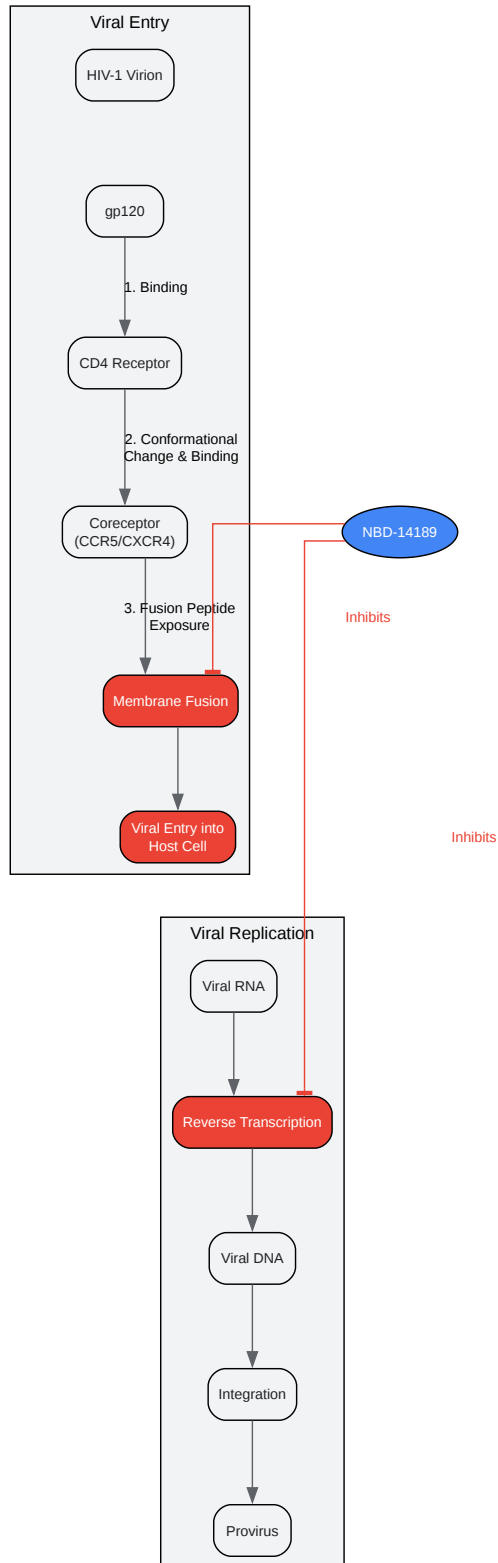 Viral Entry
HIV-1 Virion
gp120
1. Binding
CD4 Receptor
2. Conformational
Change & Binding
Coreceptor
(CCR5/CXCR4)
NBD-14189
3. Fusion Peptide
Exposure
Inhibits
Membrane Fusion
Viral Entry into
Host Cell
Inhibits
Viral Replication
Viral RNA
Reverse Transcription
Viral DNA
Integration
Provirus